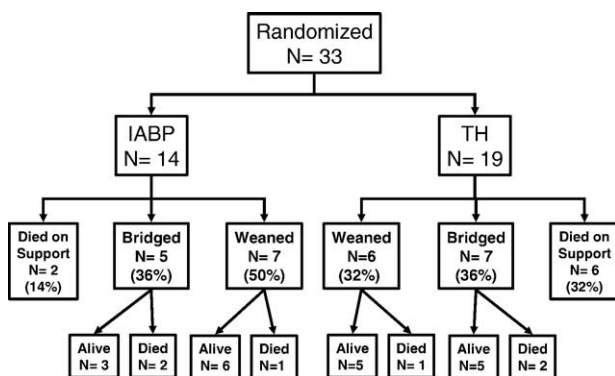 Randomized
N= 33
IABP
N= 14
TH
N= 19
Died on
Support
N= 2
(14%)
Bridged
N= 5
(36%)
Weaned
N= 7
(50%)
Weaned
N=6
(32%)
Bridged
N= 7
(36%)
Died on
Support
N= 6
(32%)
Alive
N= 3
Died
N= 2
Alive
N= 6
Died
N=1
Alive
N=5
Died
N= 1
Alive
N=5
Died
N= 2